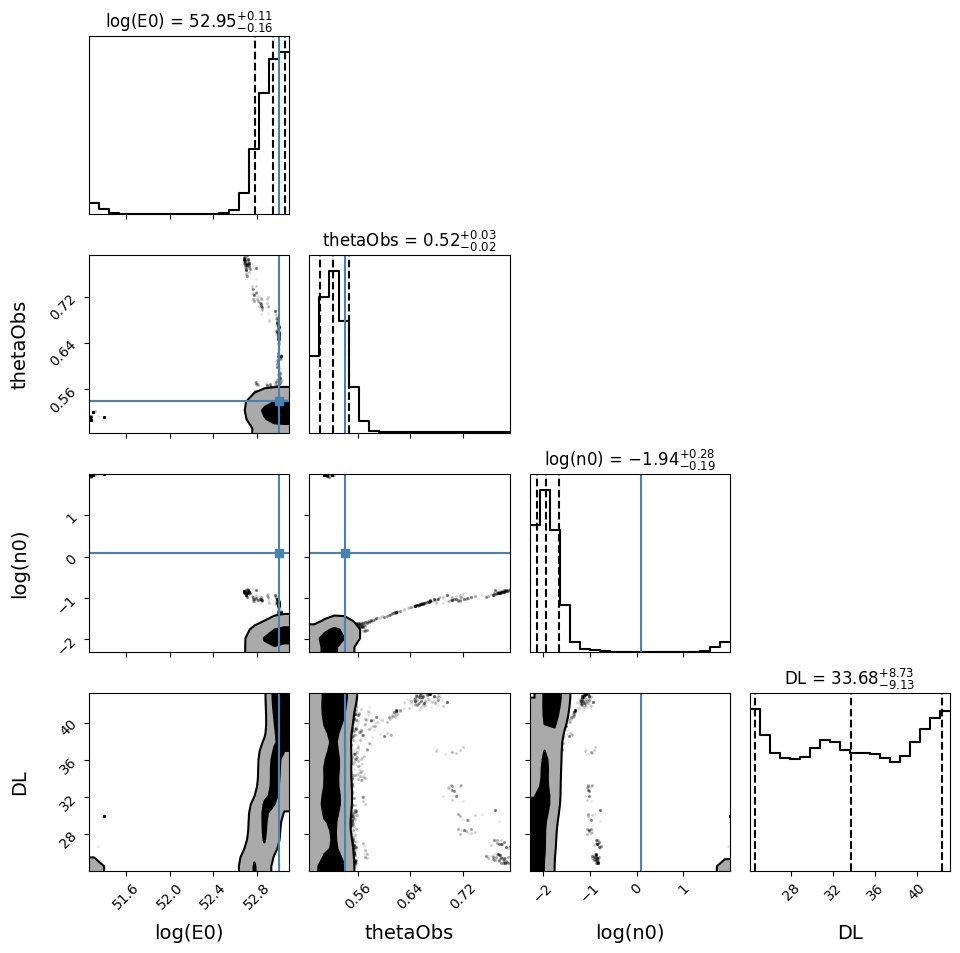 log(E0) = 52.95+0.11−0.16
thetaObs = 0.52+0.03−0.02
thetaObs
0.72
0.64
0.56
log(n0) = −1.94+0.28−0.19
log(n0)
1
0
−1
−2
DL = 33.68+8.73−9.13
DL
40
36
32
28
51.6 52.0 52.4 52.8 0.56 0.64 0.72 −2 −1 0 1 28 32 36 40
log(E0) thetaObs log(n0) DL